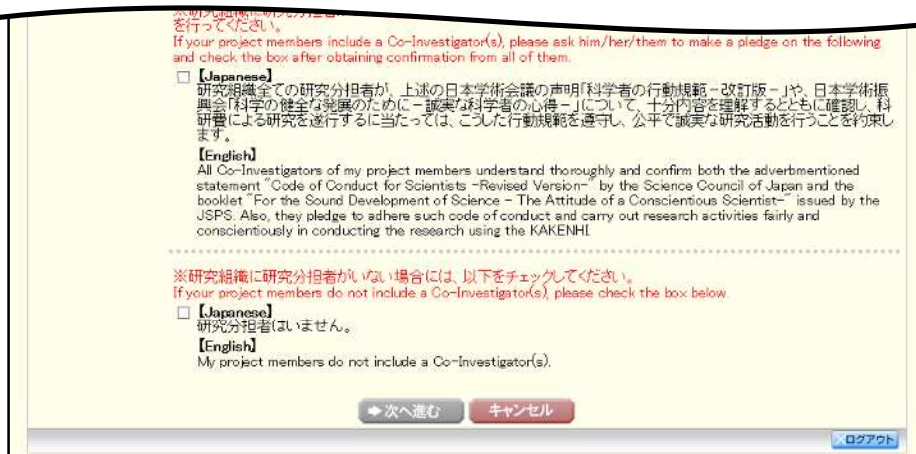 を行ってください。
If your project members include a Co-Investigator(s), please ask him/her/them to make a pledge on the following
and check the box after obtaining confirmation from all of them.
【Japanese】
研究組織全ての研究分担者が、上述の日本学術会議の声明「科学者の行動規範－改訂版－」や、日本学術振
興会「科学の健全な発展のために－誠実な科学者の心得－」について、十分内容を理解するとともに確認し、科
研費による研究を遂行するに当たっては、こうした行動規範を遵守し、公平で誠実な研究活動を行うことを約束し
ます。
【English】
All Co-Investigators of my project members understand thoroughly and confirm both the adverbmentioned
statement "Code of Conduct for Scientists -Revised Version-" by the Science Council of Japan and the
booklet "For the Sound Development of Science - The Attitude of a Conscientious Scientist-" issued by the
JSPS. Also, they pledge to adhere such code of conduct and carry out research activities fairly and
conscientiously in conducting the research using the KAKENHI.
※研究組織に研究分担者がいない場合には、以下をチェックしてください。
If your project members do not include a Co-Investigator(s), please check the box below.
【Japanese】
研究分担者はいません。
【English】
My project members do not include a Co-Investigator(s).
次へ進む キャンセル
ログアウト